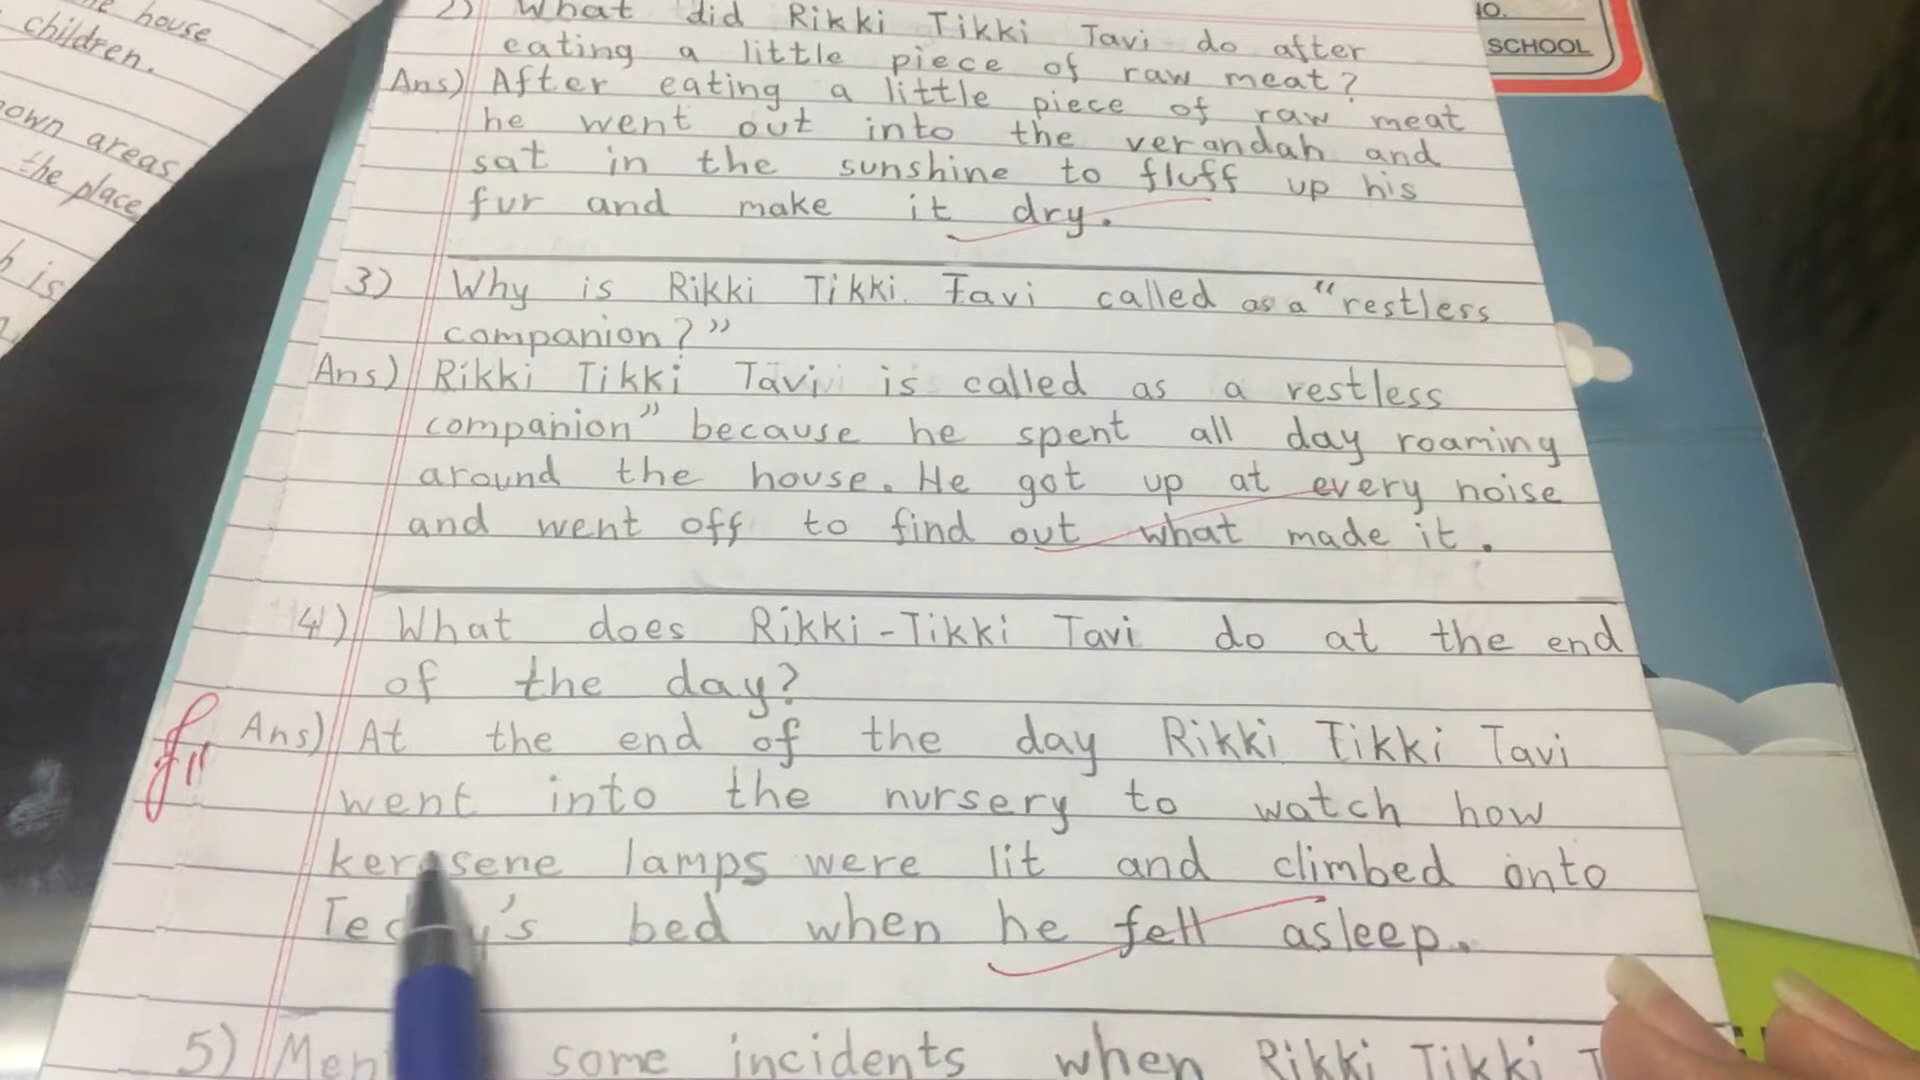 house
children.
own areas
the place
is
NO.
SCHOOL
2) What did Rikki Tikki Tavi do after
eating a little piece of raw meat?
Ans) After eating a little piece of raw meat
he went out into the verandah and
sat in the sunshine to fluff up his
fur and make it dry.
3) Why is Rikki Tikki Tavi called as a "restless
companion?"
Ans) Rikki Tikki Tavi is called as a restless
companion" because he spent all day roaming
around the house. He got up at every noise
and went off to find out what made it.
4) What does Rikki-Tikki Tavi do at the end
of the day?
Ans) At the end of the day Rikki Tikki Tavi
went into the nursery to watch how
kerosene lamps were lit and climbed onto
Teddy's bed when he fell asleep.
5) some incidents when Rikki Tikki